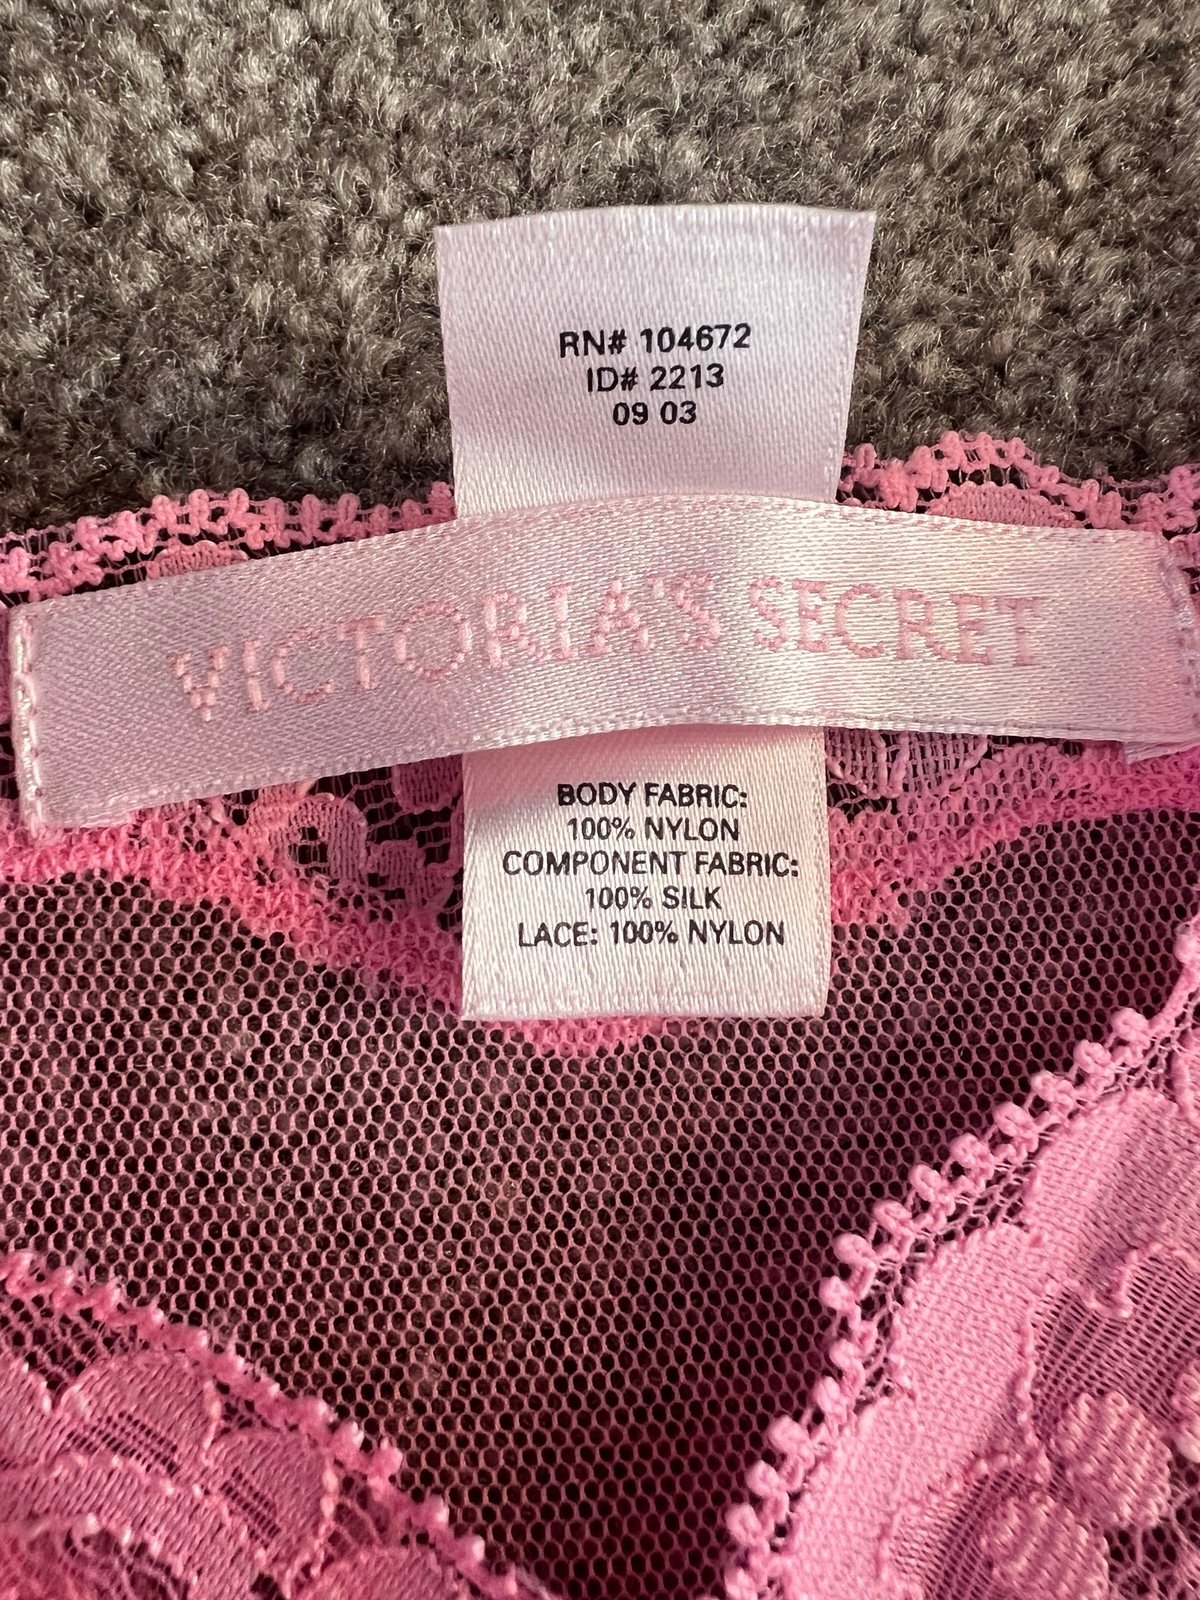 RN# 104672
ID# 2213
09 03
VICTORIA'S SECRET
BODY FABRIC:
100% NYLON
COMPONENT FABRIC:
100% SILK
LACE: 100% NYLON